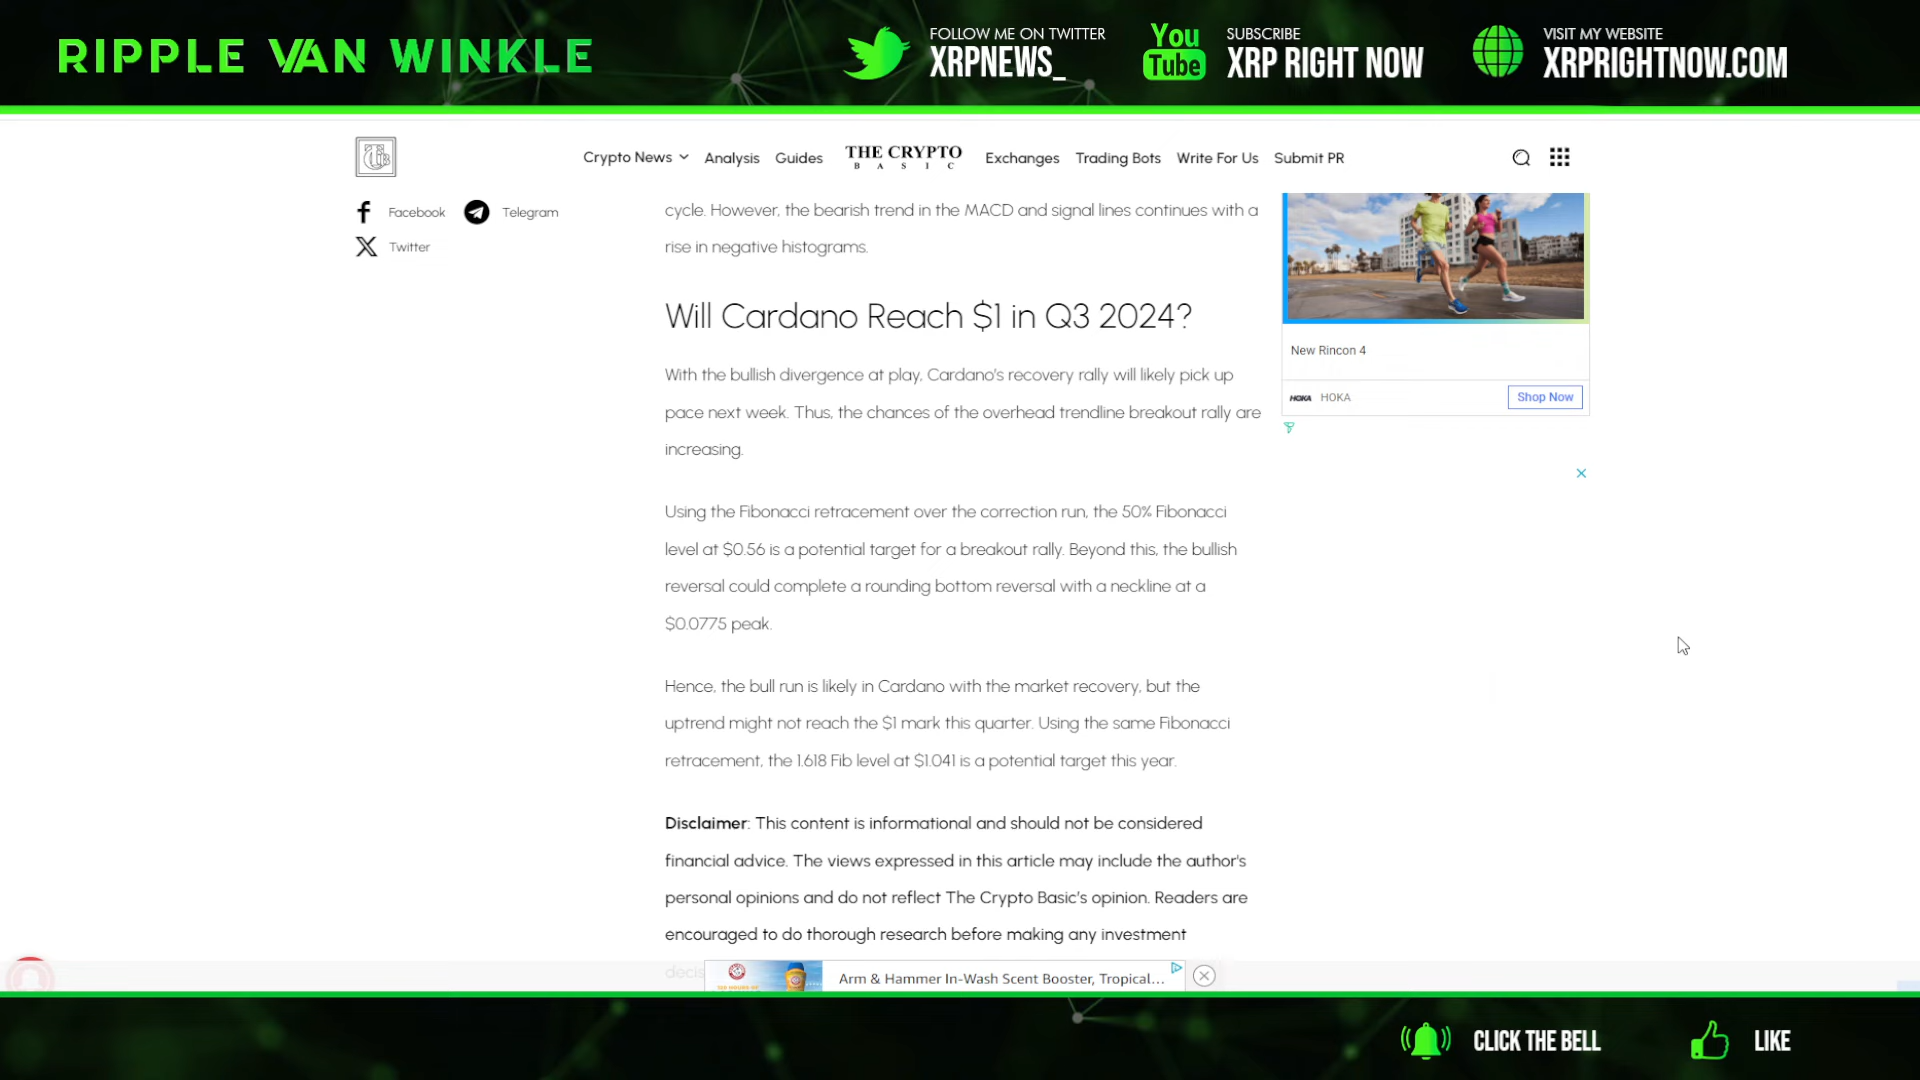 RIPPLE VAN WINKLE
FOLLOW ME ON TWITTER
XRPNEWS_
You
Tube
SUBSCRIBE
XRP RIGHT NOW
VISIT MY WEBSITE
XRPRIGHTNOW.COM
Crypto News
Analysis
Guides
THE CRYPTO
BASIC
Exchanges
Trading Bots
Write For Us
Submit PR
Facebook
Telegram
Twitter
cycle. However, the bearish trend in the MACD and signal lines continues with a
rise in negative histograms.
Will Cardano Reach $1 in Q3 2024?
With the bullish divergence at play, Cardano's recovery rally will likely pick up
pace next week. Thus, the chances of the overhead trendline breakout rally are
increasing.
Using the Fibonacci retracement over the correction run, the 50% Fibonacci
level at $0.56 is a potential target for a breakout rally. Beyond this, the bullish
reversal could complete a rounding bottom reversal with a neckline at a
$0.0775 peak.
Hence, the bull run is likely in Cardano with the market recovery, but the
uptrend might not reach the $1 mark this quarter. Using the same Fibonacci
retracement, the 1.618 Fib level at $1.041 is a potential target this year.
Disclaimer: This content is informational and should not be considered
financial advice. The views expressed in this article may include the author's
personal opinions and do not reflect The Crypto Basic's opinion. Readers are
encouraged to do thorough research before making any investment
New Rincon 4
HOKA
HOKA
Shop Now
Arm & Hammer In-Wash Scent Booster, Tropical...
CLICK THE BELL
LIKE